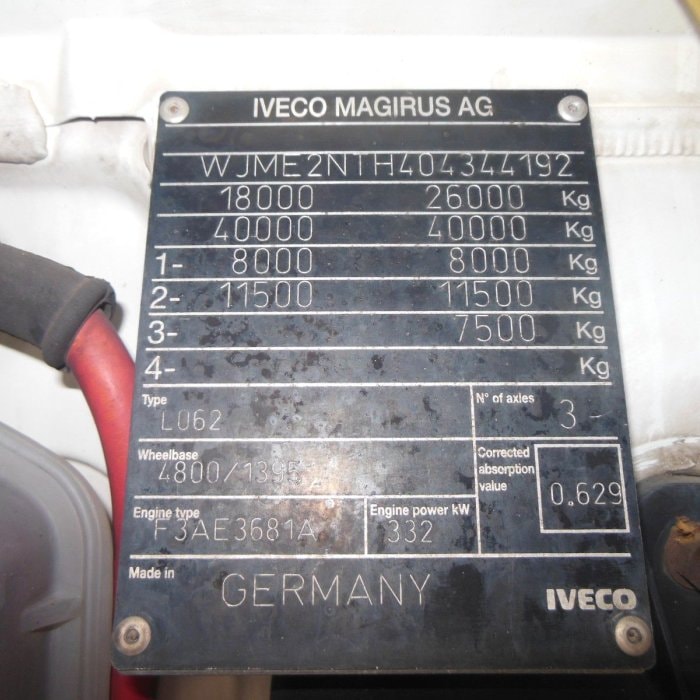 IVECO MAGIRUS AG
WJME2NTH404344192
18000 26000 Kg
40000 40000 Kg
1- 8000 8000 Kg
2- 11500 11500 Kg
3- 7500 Kg
4- Kg
Type N° of axles
L062 3 -
Wheelbase Corrected absorption value
4800/1395 0.629
Engine type Engine power kW
F3AE3681A 332
Made in GERMANY IVECO